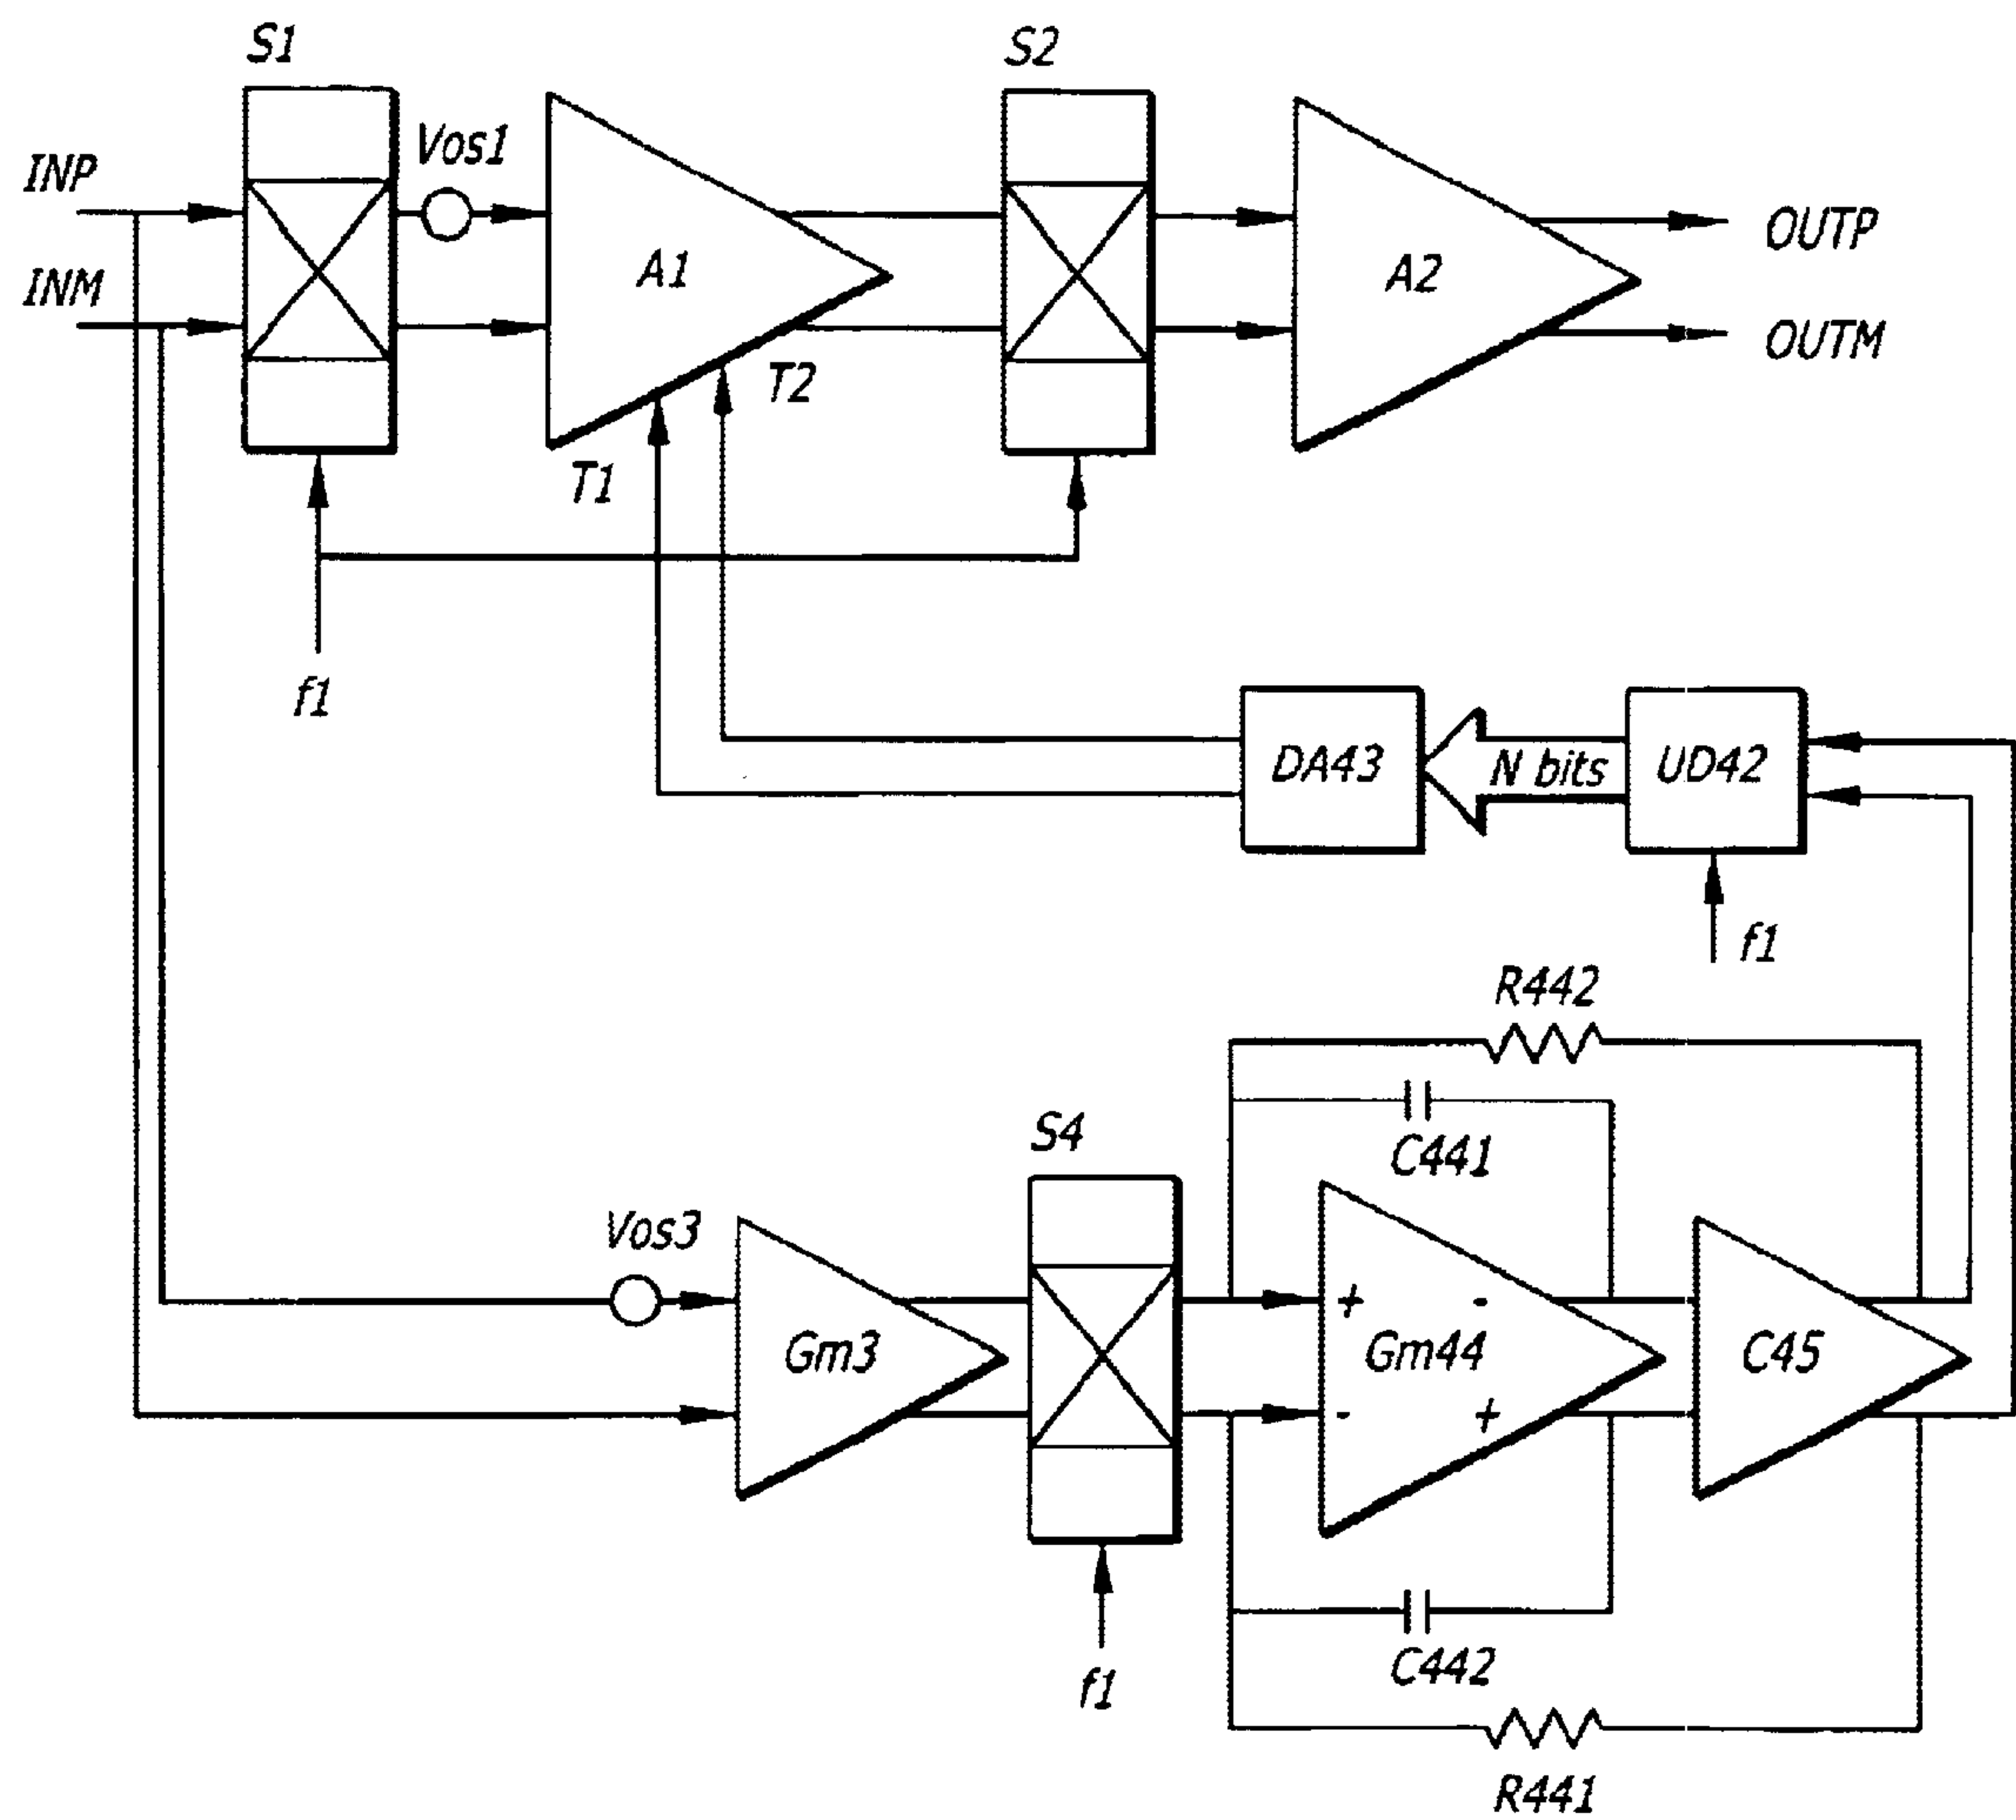 S1
S2
Vos1
INP
INM
A1
A2
OUTP
OUTM
T2
T1
f1
DA43
N bits
UD42
f1
R442
C441
S4
Vos3
Gm3
+ -
Gm44
- +
C45
C442
f1
R441